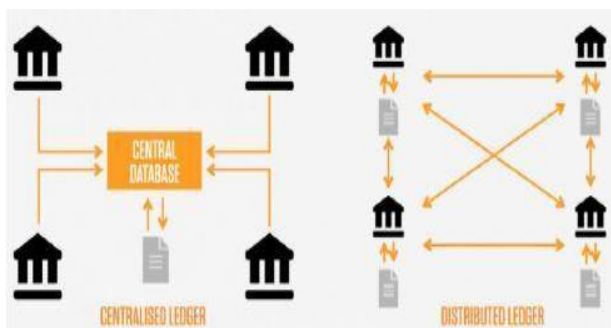 CENTRAL
DATABASE
CENTRALISED LEDGER
DISTRIBUTED LEDGER